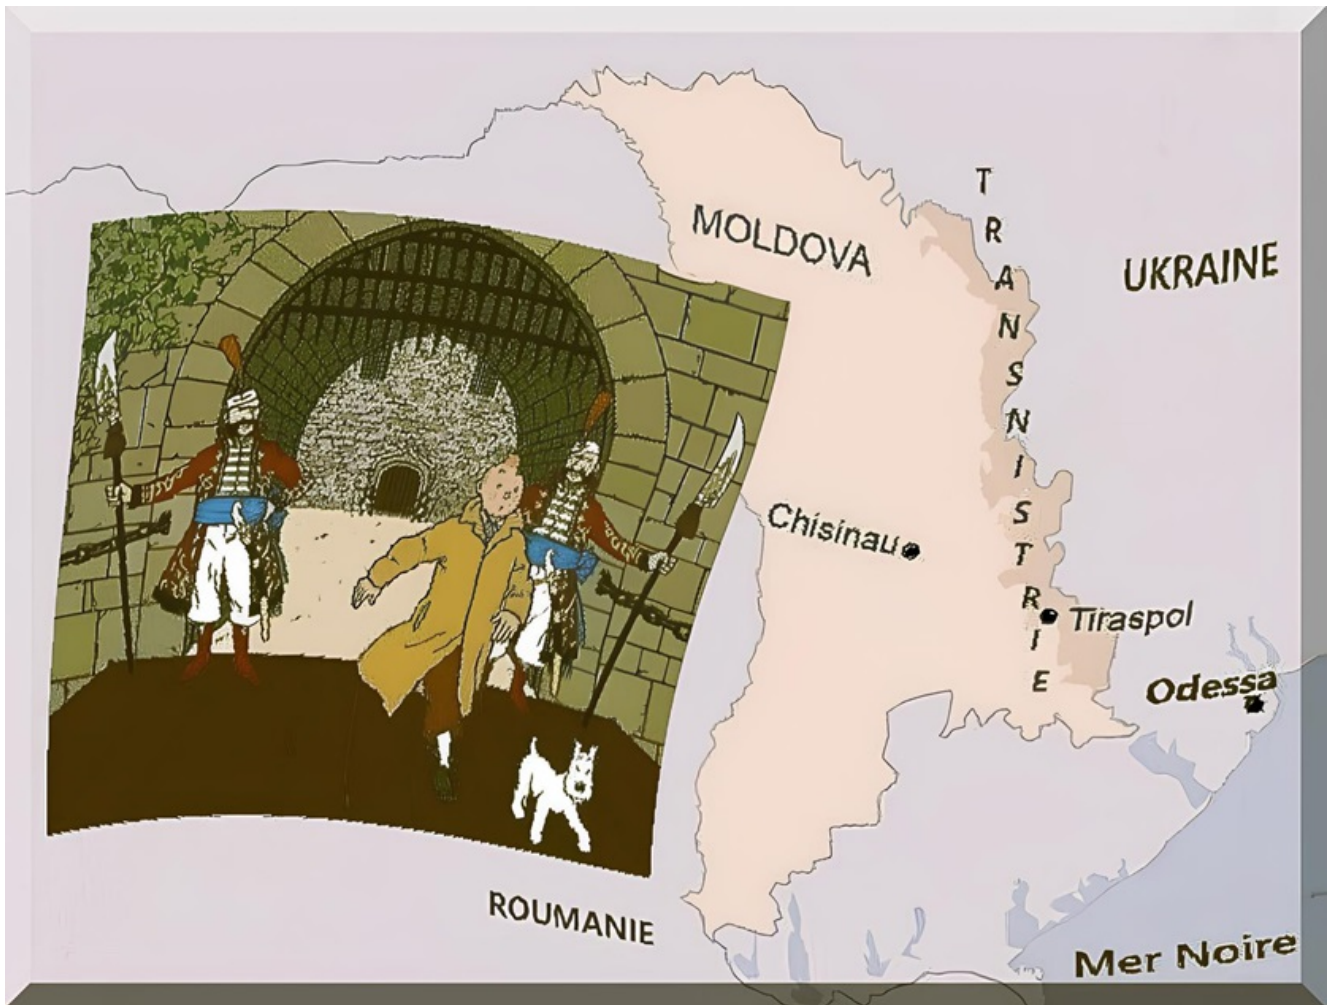 TRANSNISTRIE
MOLDOVA
UKRAINE
Chisinau
Tiraspol
Odessa
ROUMANIE
Mer Noire